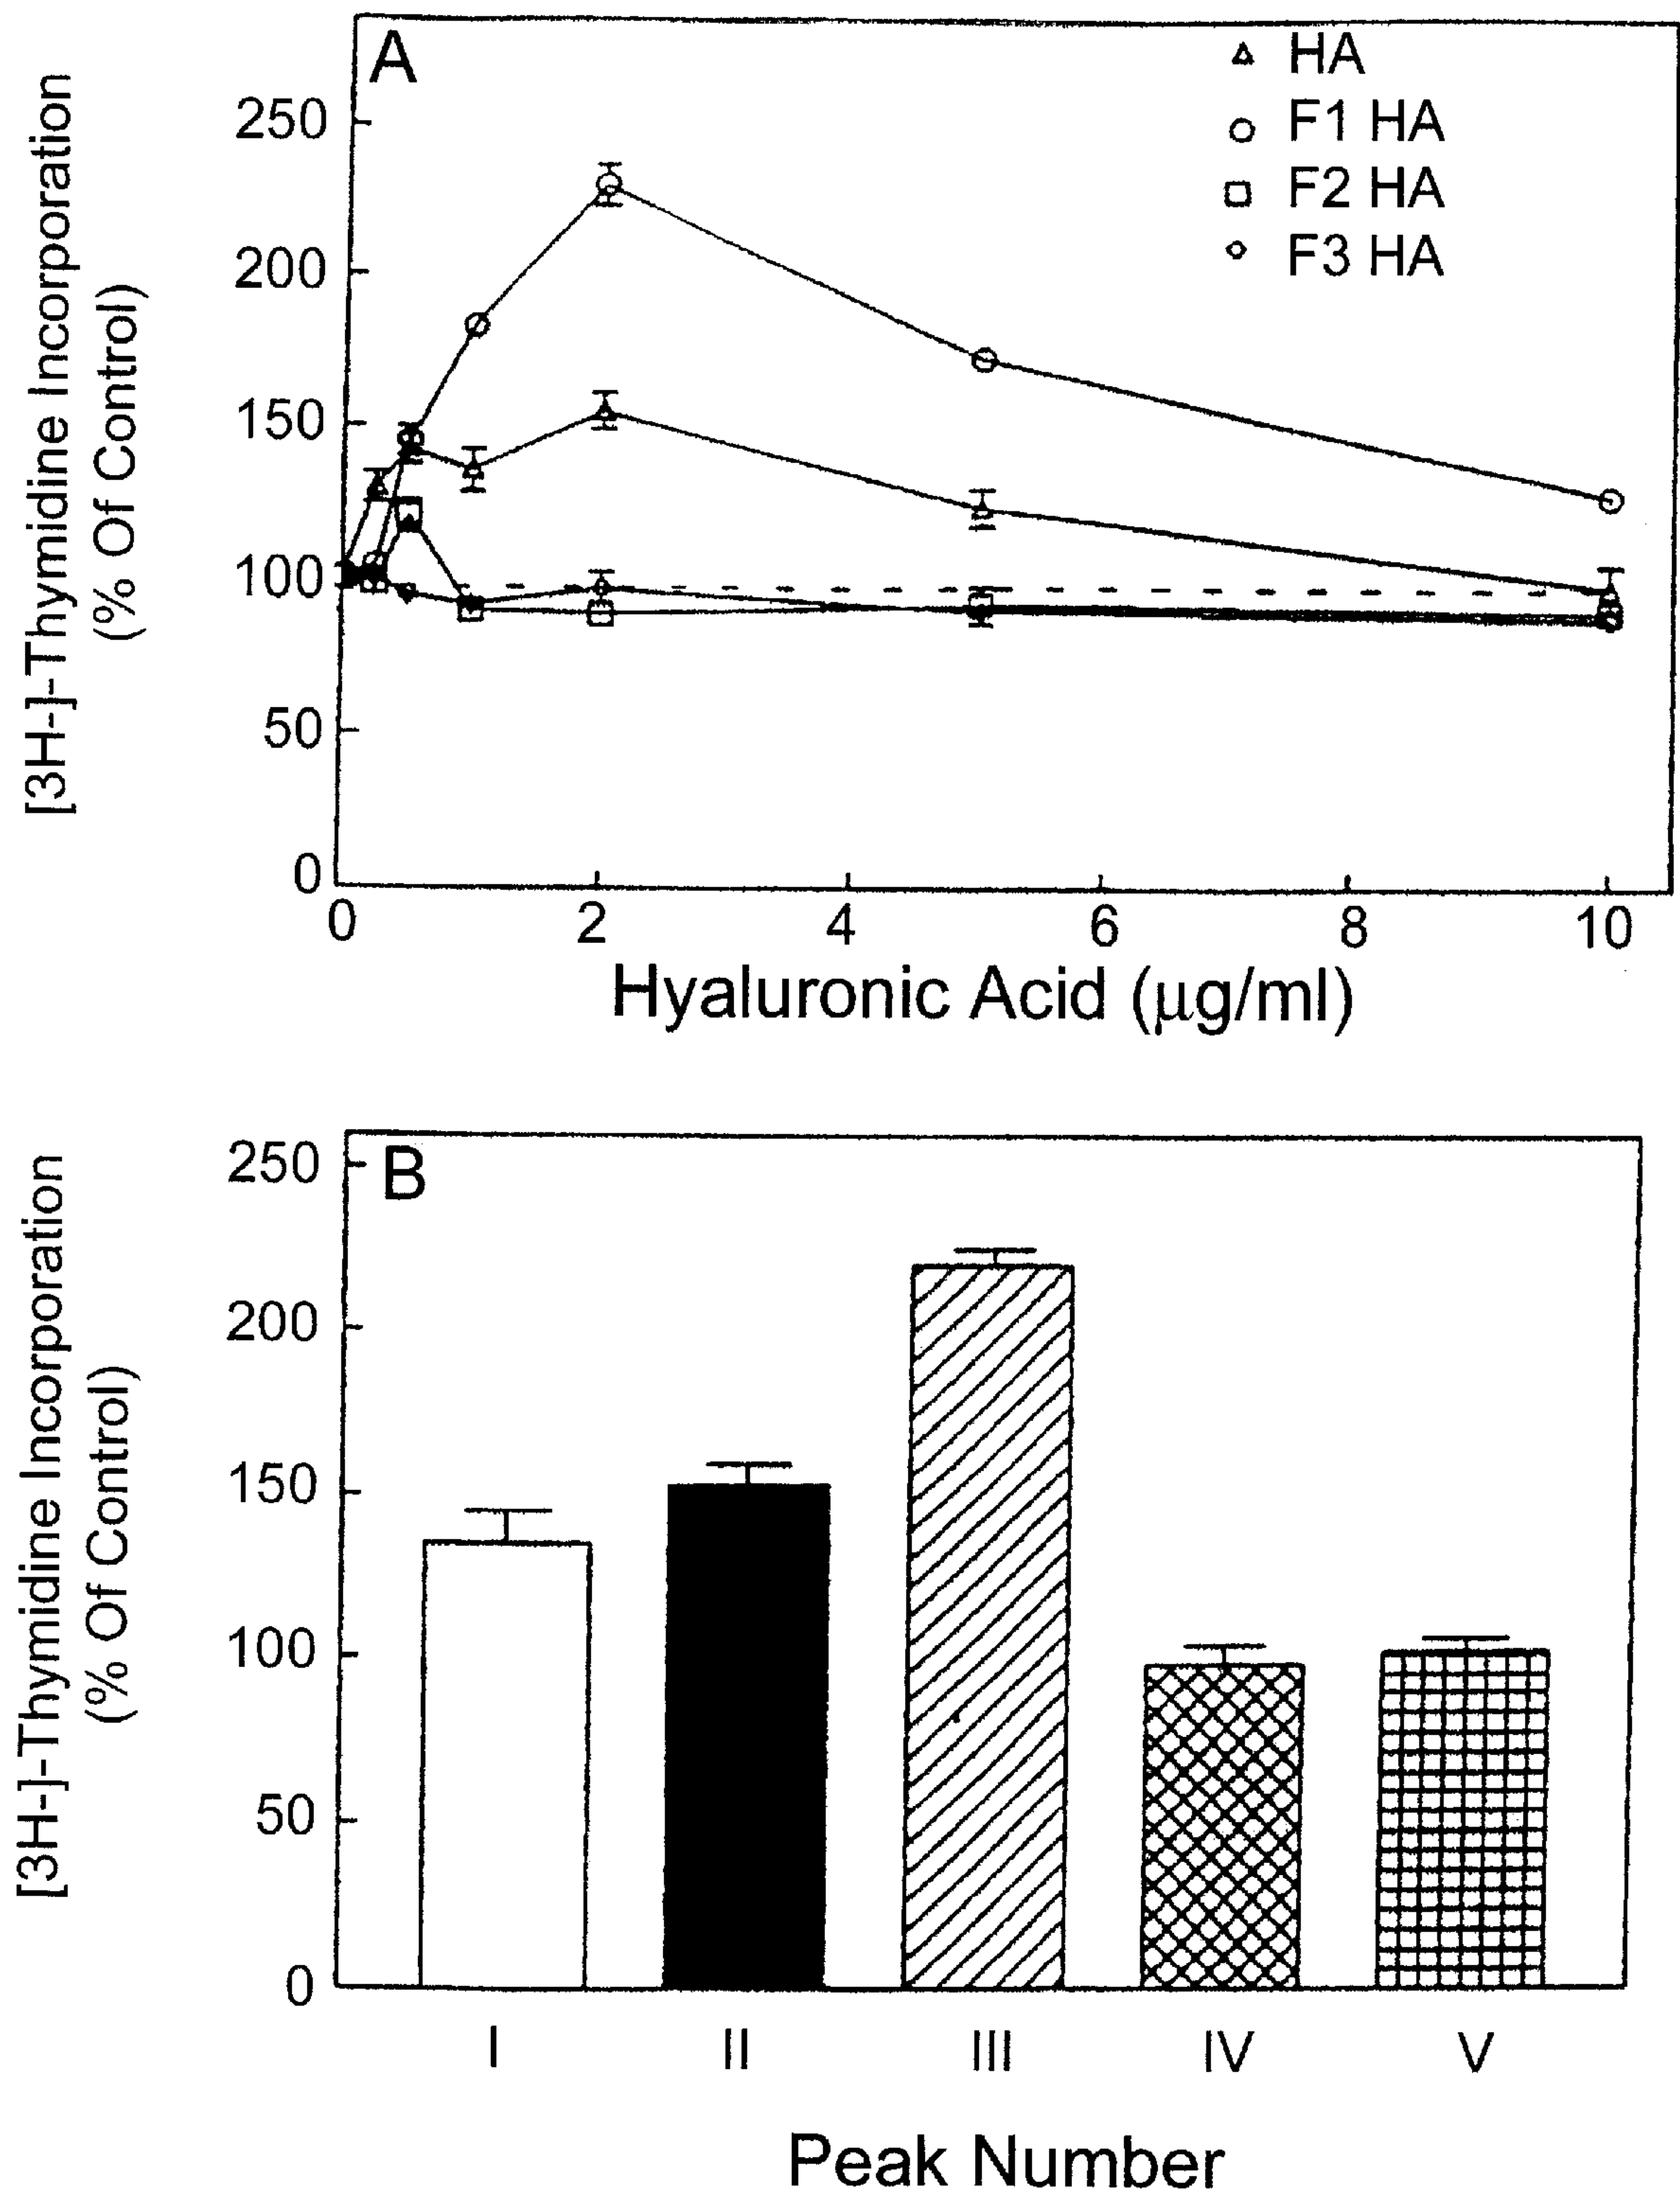 A
HA
F1 HA
F2 HA
F3 HA
[3H-]-Thymidine Incorporation
(% Of Control)
250
200
150
100
50
0
0 2 4 6 8 10
Hyaluronic Acid (μg/ml)
B
[3H-]-Thymidine Incorporation
(% Of Control)
250
200
150
100
50
0
I II III IV V
Peak Number